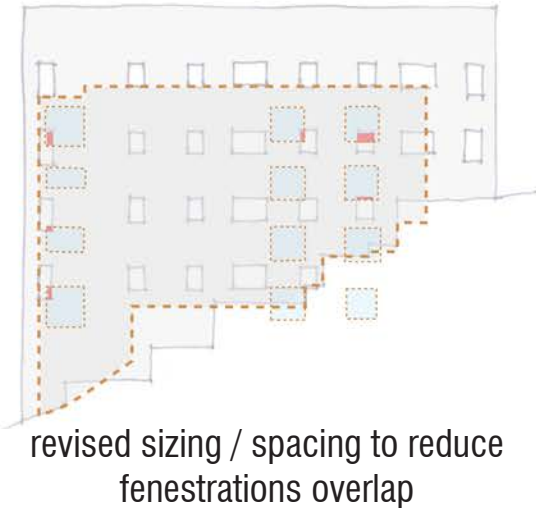 revised sizing / spacing to reduce
fenestrations overlap